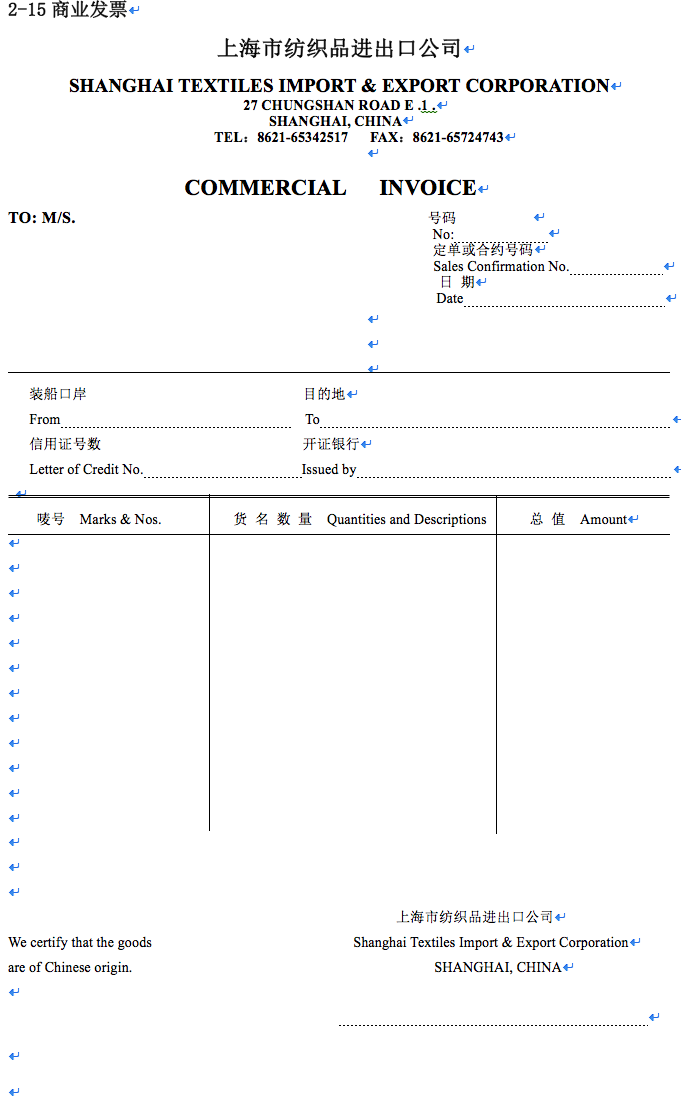 2-15 商业发票
上海市纺织品进出口公司
SHANGHAI TEXTILES IMPORT & EXPORT CORPORATION
27 CHUNGSHAN ROAD E .1 .
SHANGHAI, CHINA
TEL：8621-65342517 FAX：8621-65724743
COMMERCIAL INVOICE
TO: M/S.
号码
No:
定单或合约号码
Sales Confirmation No.
日 期
Date
装船口岸 目的地
From To
信用证号数 开证银行
Letter of Credit No. Issued by
唛号 Marks & Nos. 货 名 数 量 Quantities and Descriptions 总 值 Amount
上海市纺织品进出口公司
We certify that the goods Shanghai Textiles Import & Export Corporation
are of Chinese origin. SHANGHAI, CHINA